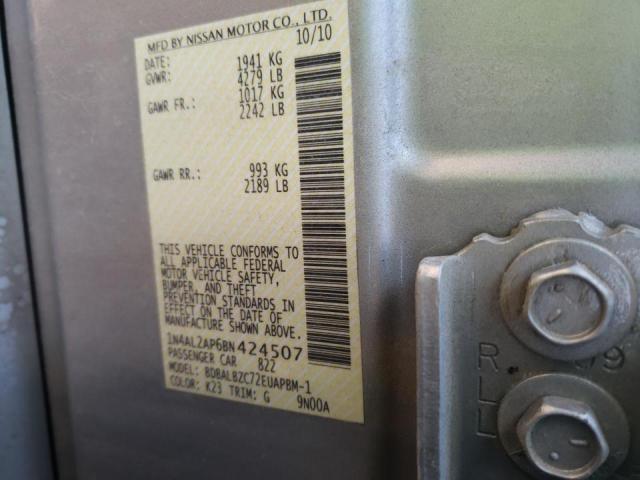 MFD BY NISSAN MOTOR CO., LTD.
DATE: 10/10
GVWR: 1941 KG
4279 LB
GAWR FR.: 1017 KG
2242 LB
GAWR RR.: 993 KG
2189 LB
THIS VEHICLE CONFORMS TO
ALL APPLICABLE FEDERAL
MOTOR VEHICLE SAFETY,
BUMPER, AND THEFT
PREVENTION STANDARDS IN
EFFECT ON THE DATE OF
MANUFACTURE SHOWN ABOVE.
1N4AL2AP6BN424507
PASSENGER CAR 822
MODEL: BDBALBZC72EUAPBM-1
COLOR: K23 TRIM: G 9N00A
R
L
L
09